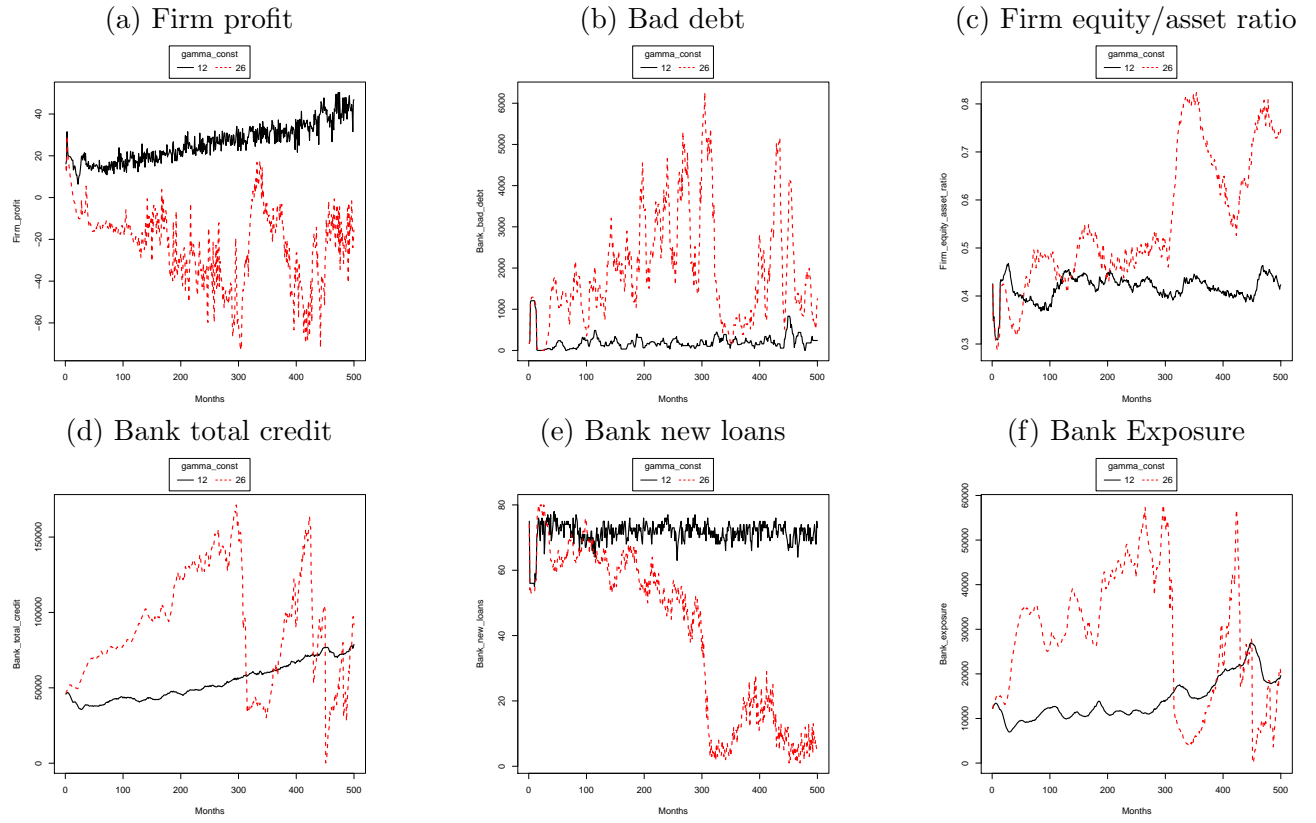 (a) Firm profit
gamma_const
12 26
Firm_profit
40
20
0
-20
-40
-60
0 100 200 300 400 500
Months
(b) Bad debt
gamma_const
12 26
Bank_bad_debt
6000
5000
4000
3000
2000
1000
0
0 100 200 300 400 500
Months
(c) Firm equity/asset ratio
gamma_const
12 26
Firm_equity_asset_ratio
0.8
0.7
0.6
0.5
0.4
0.3
0 100 200 300 400 500
Months
(d) Bank total credit
gamma_const
12 26
Bank_total_credit
150000
100000
50000
0
0 100 200 300 400 500
Months
(e) Bank new loans
gamma_const
12 26
Bank_new_loans
80
60
40
20
0
0 100 200 300 400 500
Months
(f) Bank Exposure
gamma_const
12 26
Bank_exposure
60000
50000
40000
30000
20000
10000
0
0 100 200 300 400 500
Months